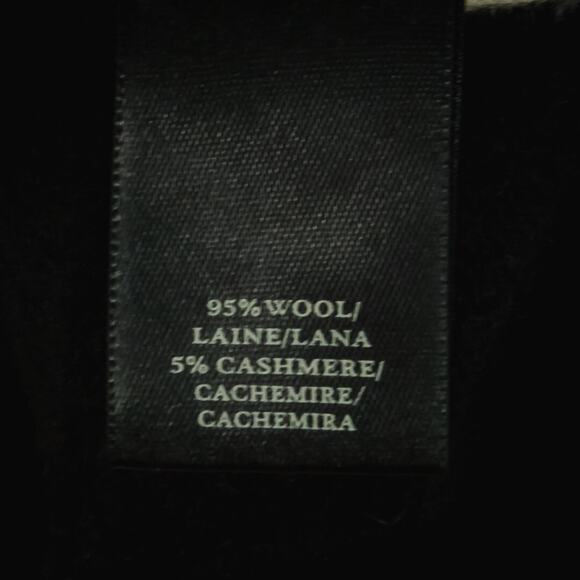 95% WOOL/
LAINE/LANA
5% CASHMERE/
CACHEMIRE/
CACHEMIRA